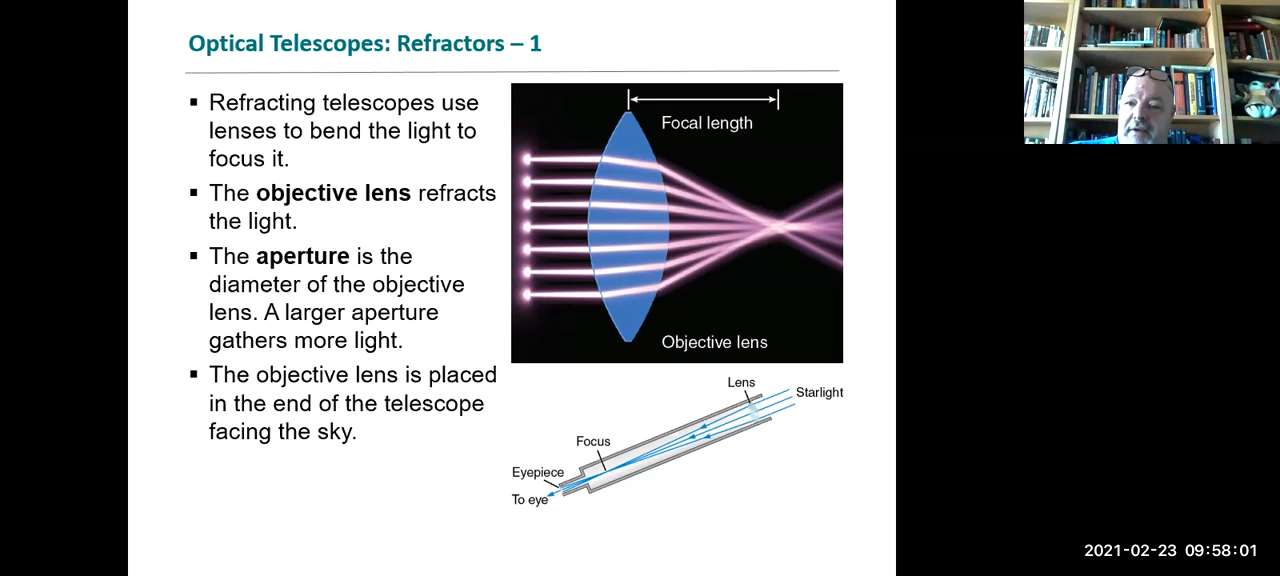 Optical Telescopes: Refractors – 1
▪ Refracting telescopes use
lenses to bend the light to
focus it.
▪ The objective lens refracts
the light.
▪ The aperture is the
diameter of the objective
lens. A larger aperture
gathers more light.
▪ The objective lens is placed
in the end of the telescope
facing the sky.
Focal length
Objective lens
Lens
Starlight
Focus
Eyepiece
To eye
2021-02-23 09:58:01